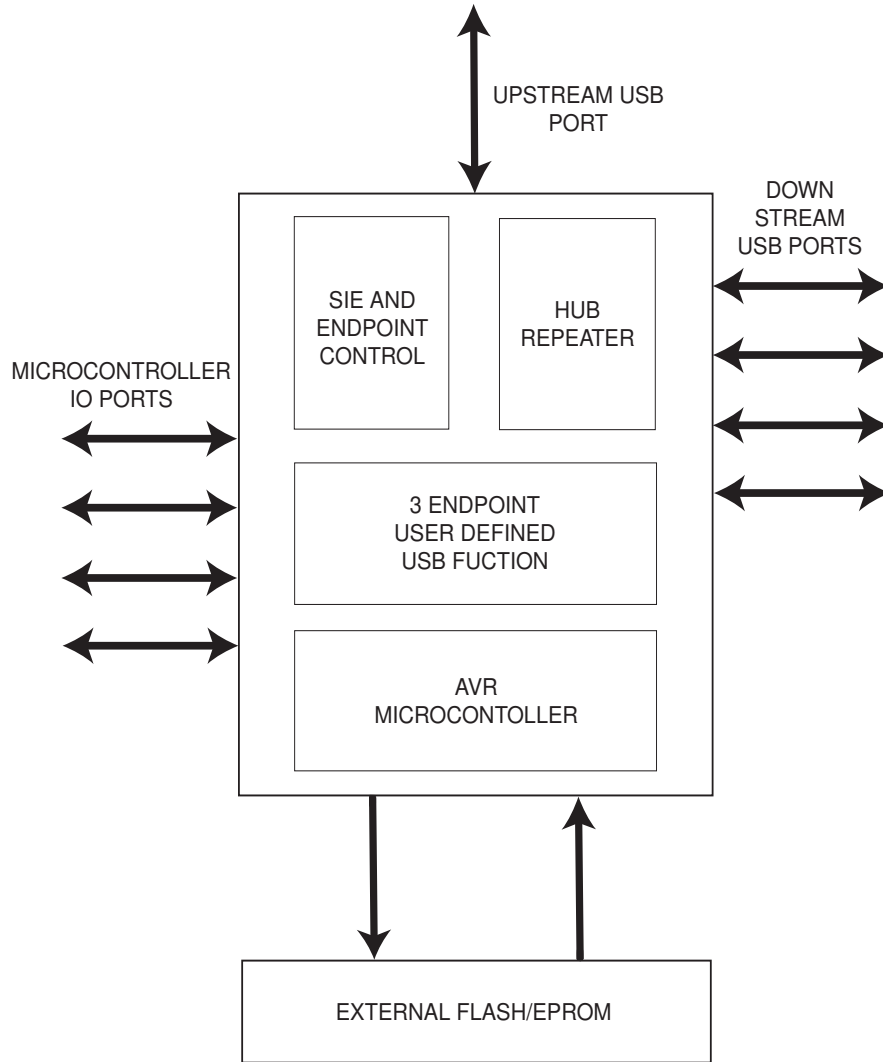 UPSTREAM USB
PORT
DOWN
STREAM
USB PORTS
SIE AND
ENDPOINT
CONTROL
HUB
REPEATER
MICROCONTROLLER
IO PORTS
3 ENDPOINT
USER DEFINED
USB FUCTION
AVR
MICROCONTOLLER
EXTERNAL FLASH/EPROM